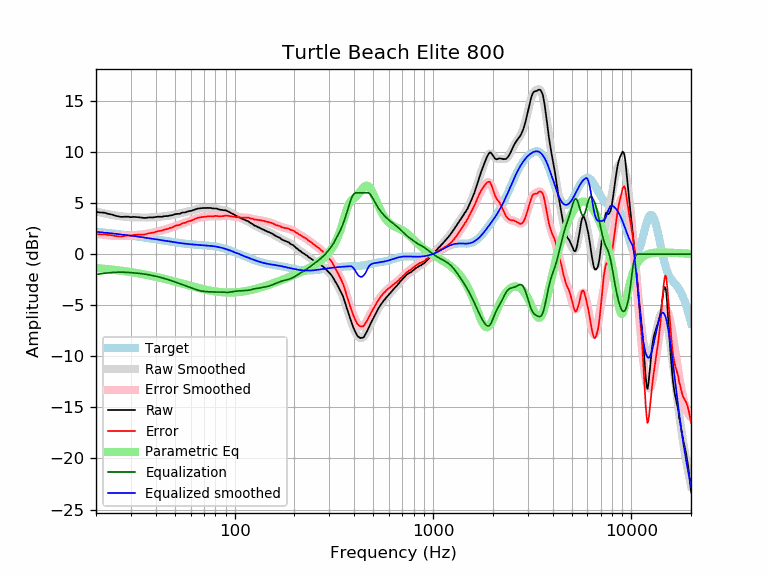 Turtle Beach Elite 800
Amplitude (dBr)
15
10
5
0
−5
−10
−15
−20
−25
Target
Raw Smoothed
Error Smoothed
Raw
Error
Parametric Eq
Equalization
Equalized smoothed
100 1000 10000
Frequency (Hz)